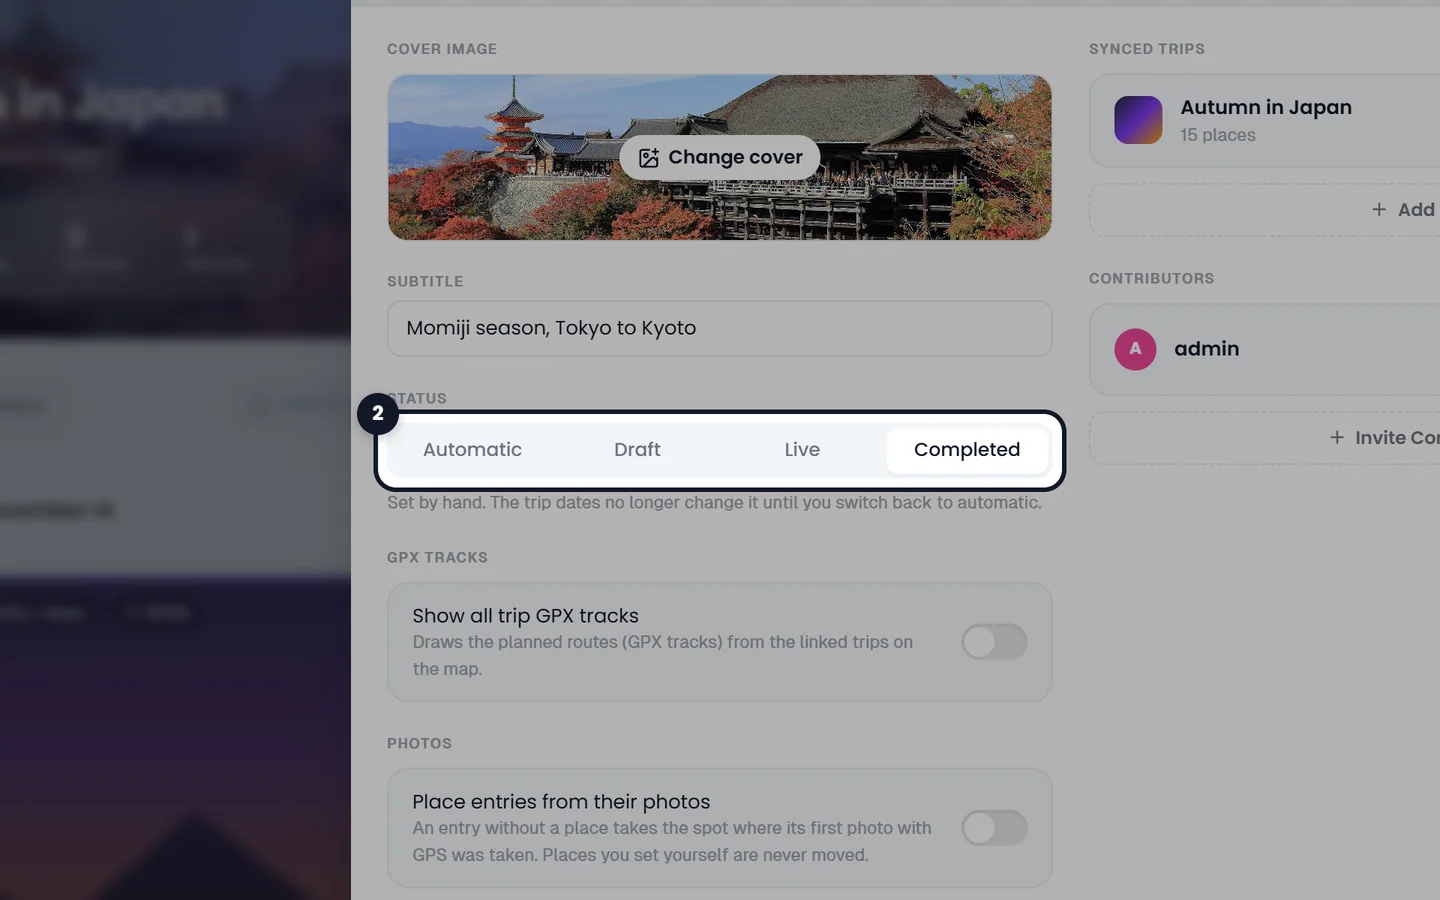 in Japan
COVER IMAGE
Change cover
SUBTITLE
Momiji season, Tokyo to Kyoto
STATUS
2
Automatic
Draft
Live
Completed
Set by hand. The trip dates no longer change it until you switch back to automatic.
GPX TRACKS
Show all trip GPX tracks
Draws the planned routes (GPX tracks) from the linked trips on
the map.
PHOTOS
Place entries from their photos
An entry without a place takes the spot where its first photo with
GPS was taken. Places you set yourself are never moved.
SYNCED TRIPS
Autumn in Japan
15 places
+ Add
CONTRIBUTORS
A
admin
+ Invite Cor